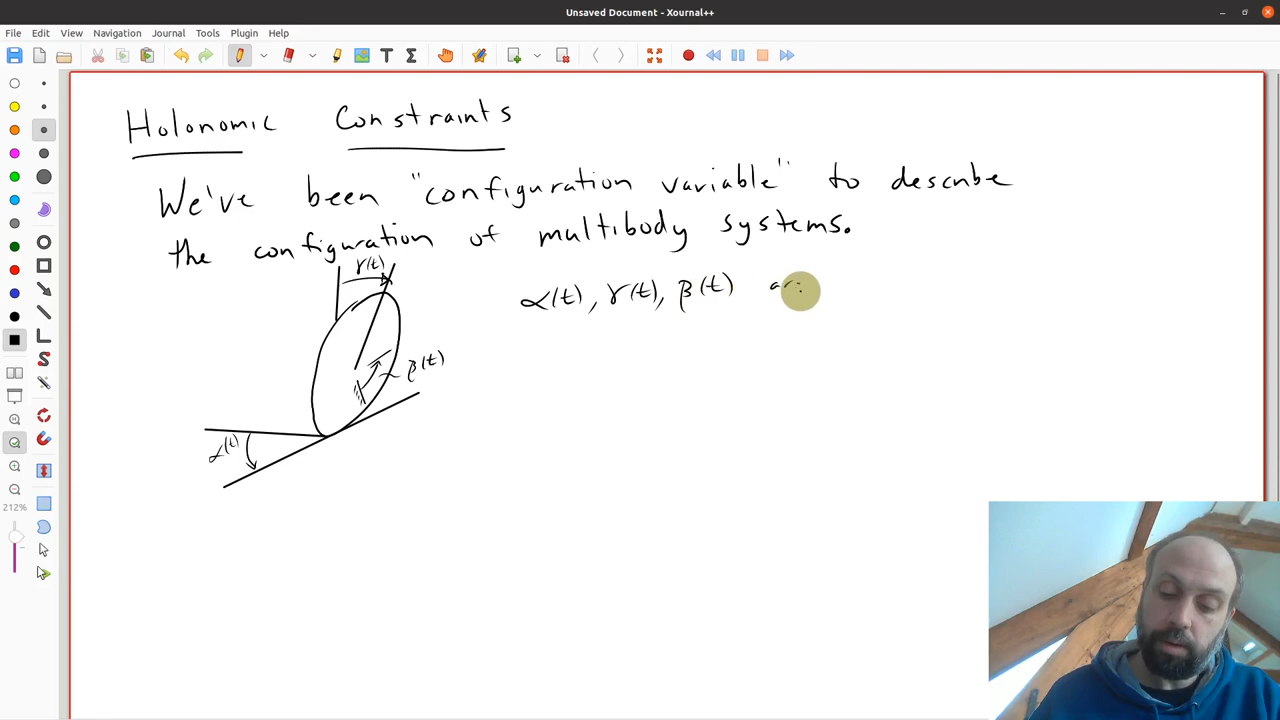 Unsaved Document - Xournal++
File Edit View Navigation Journal Tools Plugin Help
Holonomic Constraints
We've been "configuration variable" to describe
the configuration of multibody systems.
γ(t)
α(t), γ(t), β(t) ar
β(t)
α(t)
212%